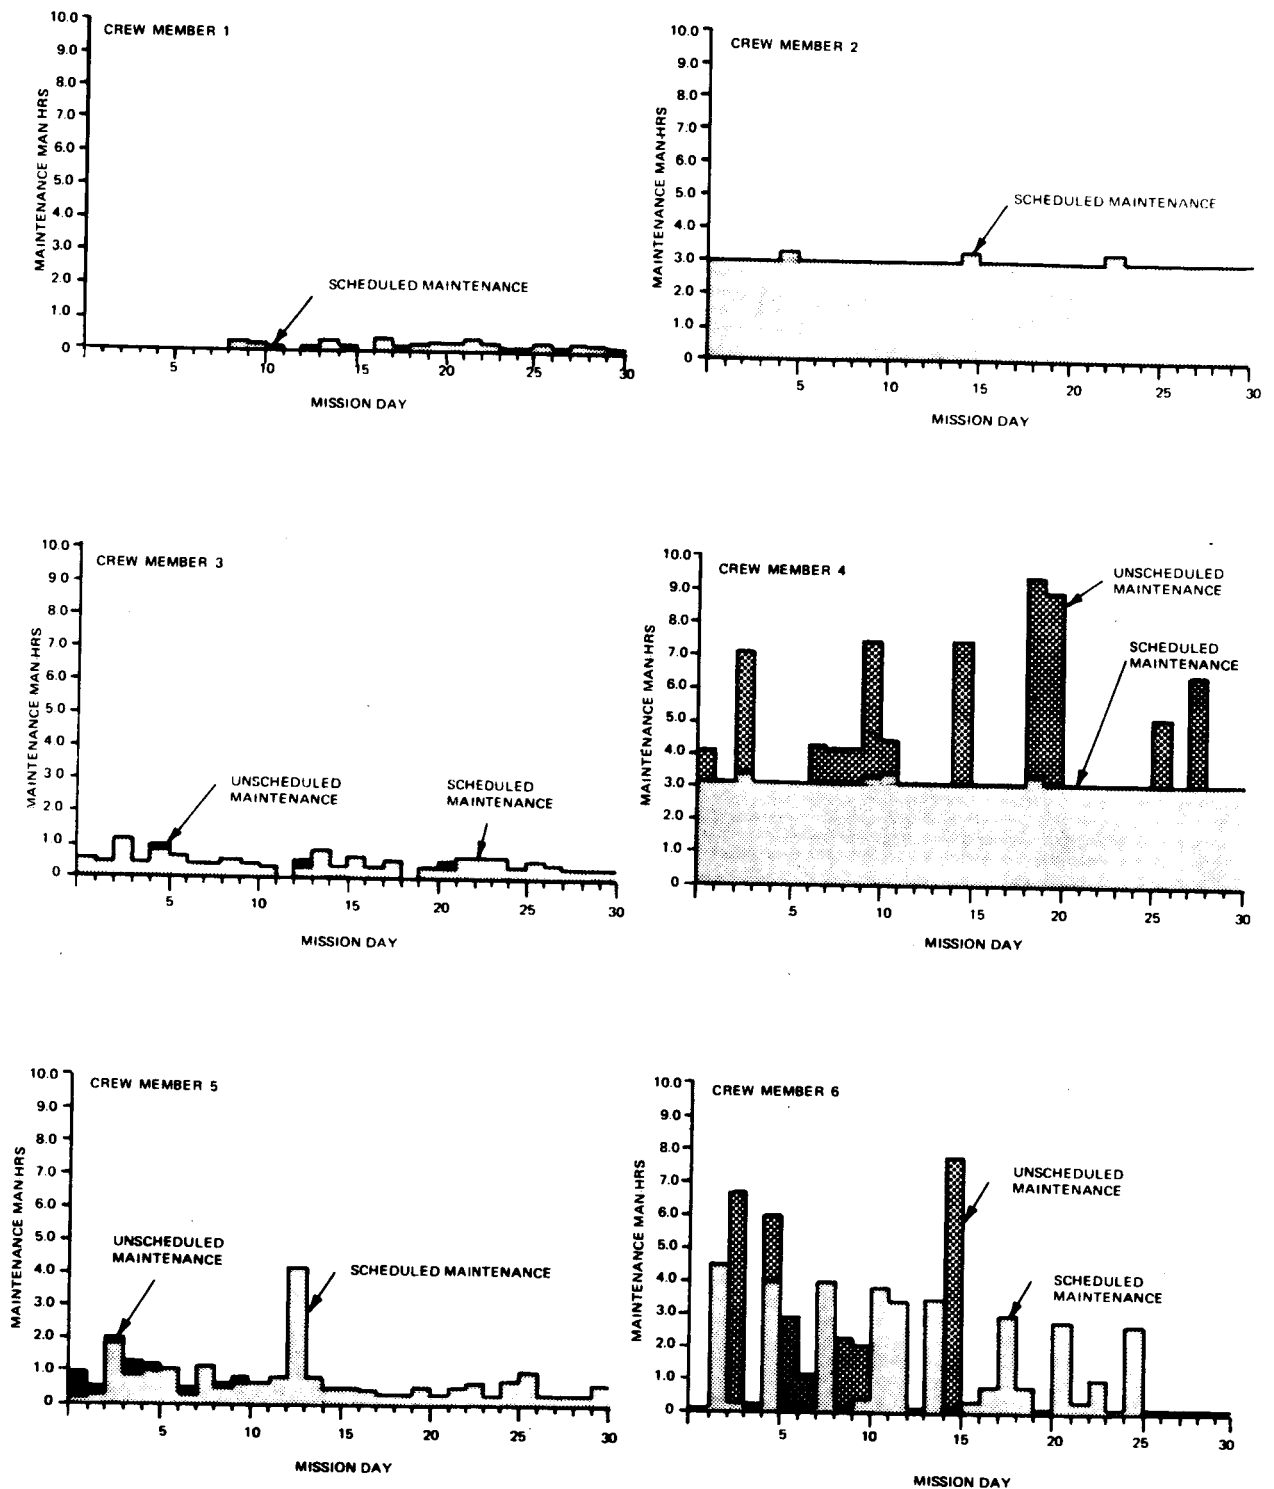 CREW MEMBER 1
10.0
9.0
8.0
7.0
6.0
5.0
4.0
3.0
2.0
1.0
0
MAINTENANCE MAN HRS
SCHEDULED MAINTENANCE
5 10 15 20 25 30
MISSION DAY
CREW MEMBER 2
10.0
9.0
8.0
7.0
6.0
5.0
4.0
3.0
2.0
1.0
0
MAINTENANCE MAN-HRS
SCHEDULED MAINTENANCE
5 10 15 20 25 30
MISSION DAY
CREW MEMBER 3
10.0
9 0
8.0
7.0
6.0
5.0
4.0
3 0
2.0
1.0
0
MAINTENANCE MAN-HRS
UNSCHEDULED
MAINTENANCE
SCHEDULED
MAINTENANCE
5 10 15 20 25 30
MISSION DAY
CREW MEMBER 4
10.0
9.0
8.0
7.0
6.0
5.0
4.0
3.0
2.0
1.0
0
MAINTENANCE MAN-HRS
UNSCHEDULED
MAINTENANCE
SCHEDULED
MAINTENANCE
5 10 15 20 25 30
MISSION DAY
CREW MEMBER 5
10.0
9.0
8.0
7.0
6.0
5.0
4.0
3.0
2.0
1.0
0
MAINTENANCE MAN-HRS
UNSCHEDULED
MAINTENANCE
SCHEDULED MAINTENANCE
5 10 15 20 25 30
MISSION DAY
CREW MEMBER 6
10.0
9.0
8.0
7.0
6.0
5.0
4.0
3.0
2.0
1.0
0
MAINTENANCE MAN-HRS
UNSCHEDULED
MAINTENANCE
SCHEDULED
MAINTENANCE
5 10 15 20 25 30
MISSION DAY